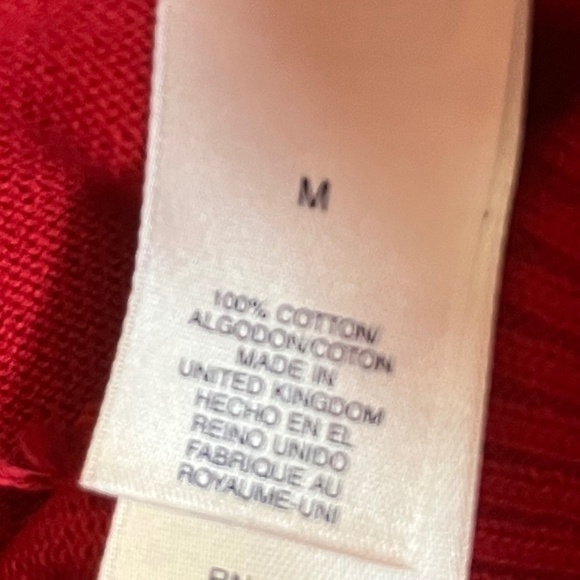 M
100% COTTON/
ALGODON/COTON
MADE IN
UNITED KINGDOM
HECHO EN EL
REINO UNIDO
FABRIQUE AU
ROYAUME-UNI